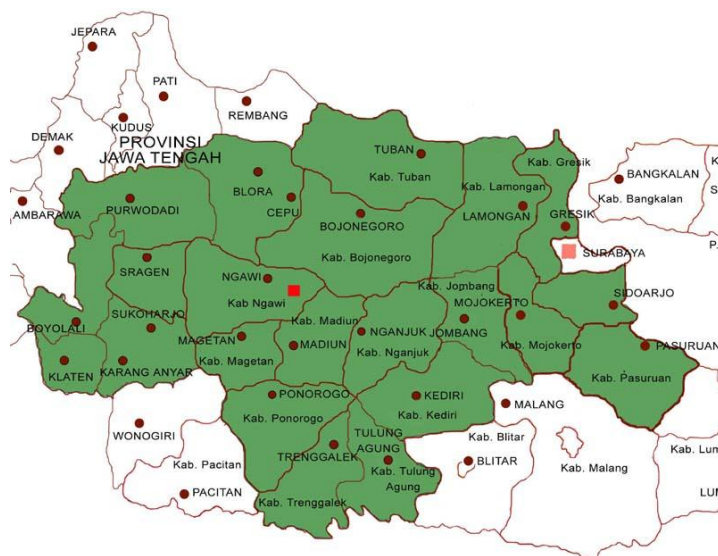 JEPARA
PATI
REMBANG
KUDUS
DEMAK
PROVINSI
JAWA TENGAH
AMBARAWA
PURWODADI
BLORA
CEPU
TUBAN
Kab. Tuban
Kab. Gresik
Kab. Lamongan
LAMONGAN
GRESIK
BANGKALAN
Kab. Bangkalan
SURABAYA
BOJONEGORO
Kab. Bojonegoro
SRAGEN
NGAWI
Kab Ngawi
Kab. Jombang
MOJOKERTO
SIDOARJO
BOYOLALI
SUKOHARJO
MAGETAN
Kab. Magetan
Kab. Madiun
MADIUN
NGANJUK
Kab. Nganjuk
JOMBANG
Kab. Mojokerto
PASURUAN
Kab. Pasuruan
KLATEN
KARANG ANYAR
PONOROGO
Kab. Ponorogo
KEDIRI
Kab. Kediri
MALANG
WONOGIRI
TRENGGALEK
TULUNG
AGUNG
Kab. Blitar
BLITAR
Kab. Pacitan
PACITAN
Kab. Trenggalek
Kab. Tulung
Agung
Kab. Malang
Kab. Lum
LUM